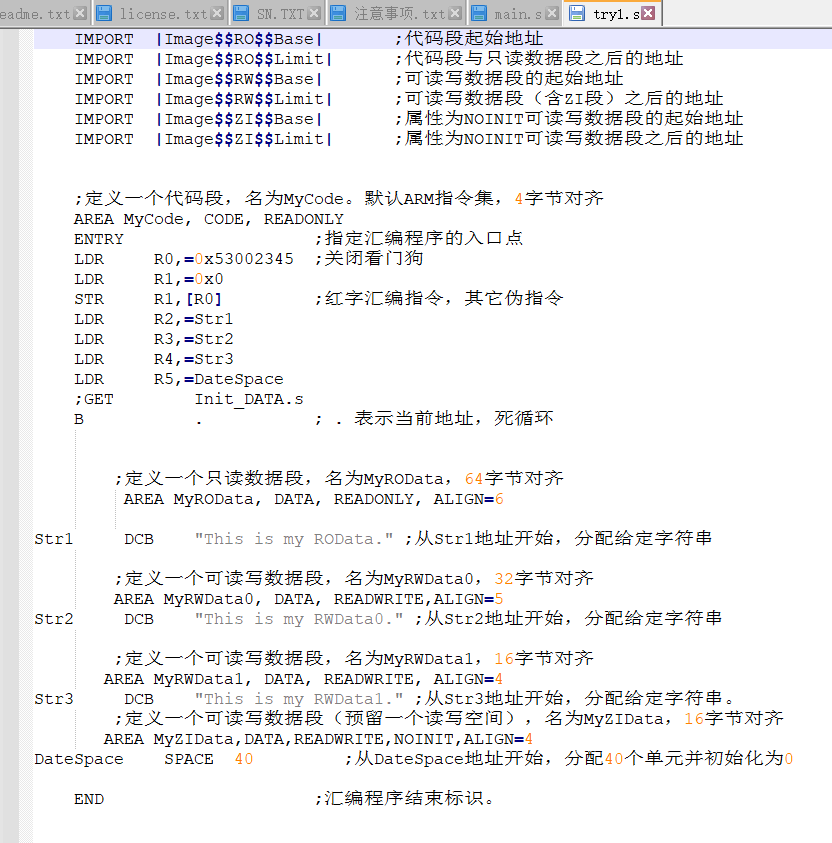 eadme.txt license.txt SN.TXT 注意事项.txt main.s try1.s
IMPORT |Image$$RO$$Base| ;代码段起始地址
IMPORT |Image$$RO$$Limit| ;代码段与只读数据段之后的地址
IMPORT |Image$$RW$$Base| ;可读写数据段的起始地址
IMPORT |Image$$RW$$Limit| ;可读写数据段（含ZI段）之后的地址
IMPORT |Image$$ZI$$Base| ;属性为NOINIT可读写数据段的起始地址
IMPORT |Image$$ZI$$Limit| ;属性为NOINIT可读写数据段之后的地址
;定义一个代码段，名为MyCode。默认ARM指令集，4字节对齐
AREA MyCode, CODE, READONLY
ENTRY ;指定汇编程序的入口点
LDR R0,=0x53002345 ;关闭看门狗
LDR R1,=0x0
STR R1,[R0] ;红字汇编指令，其它伪指令
LDR R2,=Str1
LDR R3,=Str2
LDR R4,=Str3
LDR R5,=DateSpace
;GET Init_DATA.s
B . ; . 表示当前地址，死循环
;定义一个只读数据段，名为MyROData，64字节对齐
AREA MyROData, DATA, READONLY, ALIGN=6
Str1 DCB "This is my ROData." ;从Str1地址开始，分配给定字符串
;定义一个可读写数据段，名为MyRWData0，32字节对齐
AREA MyRWData0, DATA, READWRITE,ALIGN=5
Str2 DCB "This is my RWData0." ;从Str2地址开始，分配给定字符串
;定义一个可读写数据段，名为MyRWData1，16字节对齐
AREA MyRWData1, DATA, READWRITE, ALIGN=4
Str3 DCB "This is my RWData1." ;从Str3地址开始，分配给定字符串。
;定义一个可读写数据段（预留一个读写空间），名为MyZIData，16字节对齐
AREA MyZIData,DATA,READWRITE,NOINIT,ALIGN=4
DateSpace SPACE 40 ;从DateSpace地址开始，分配40个单元并初始化为0
END ;汇编程序结束标识。